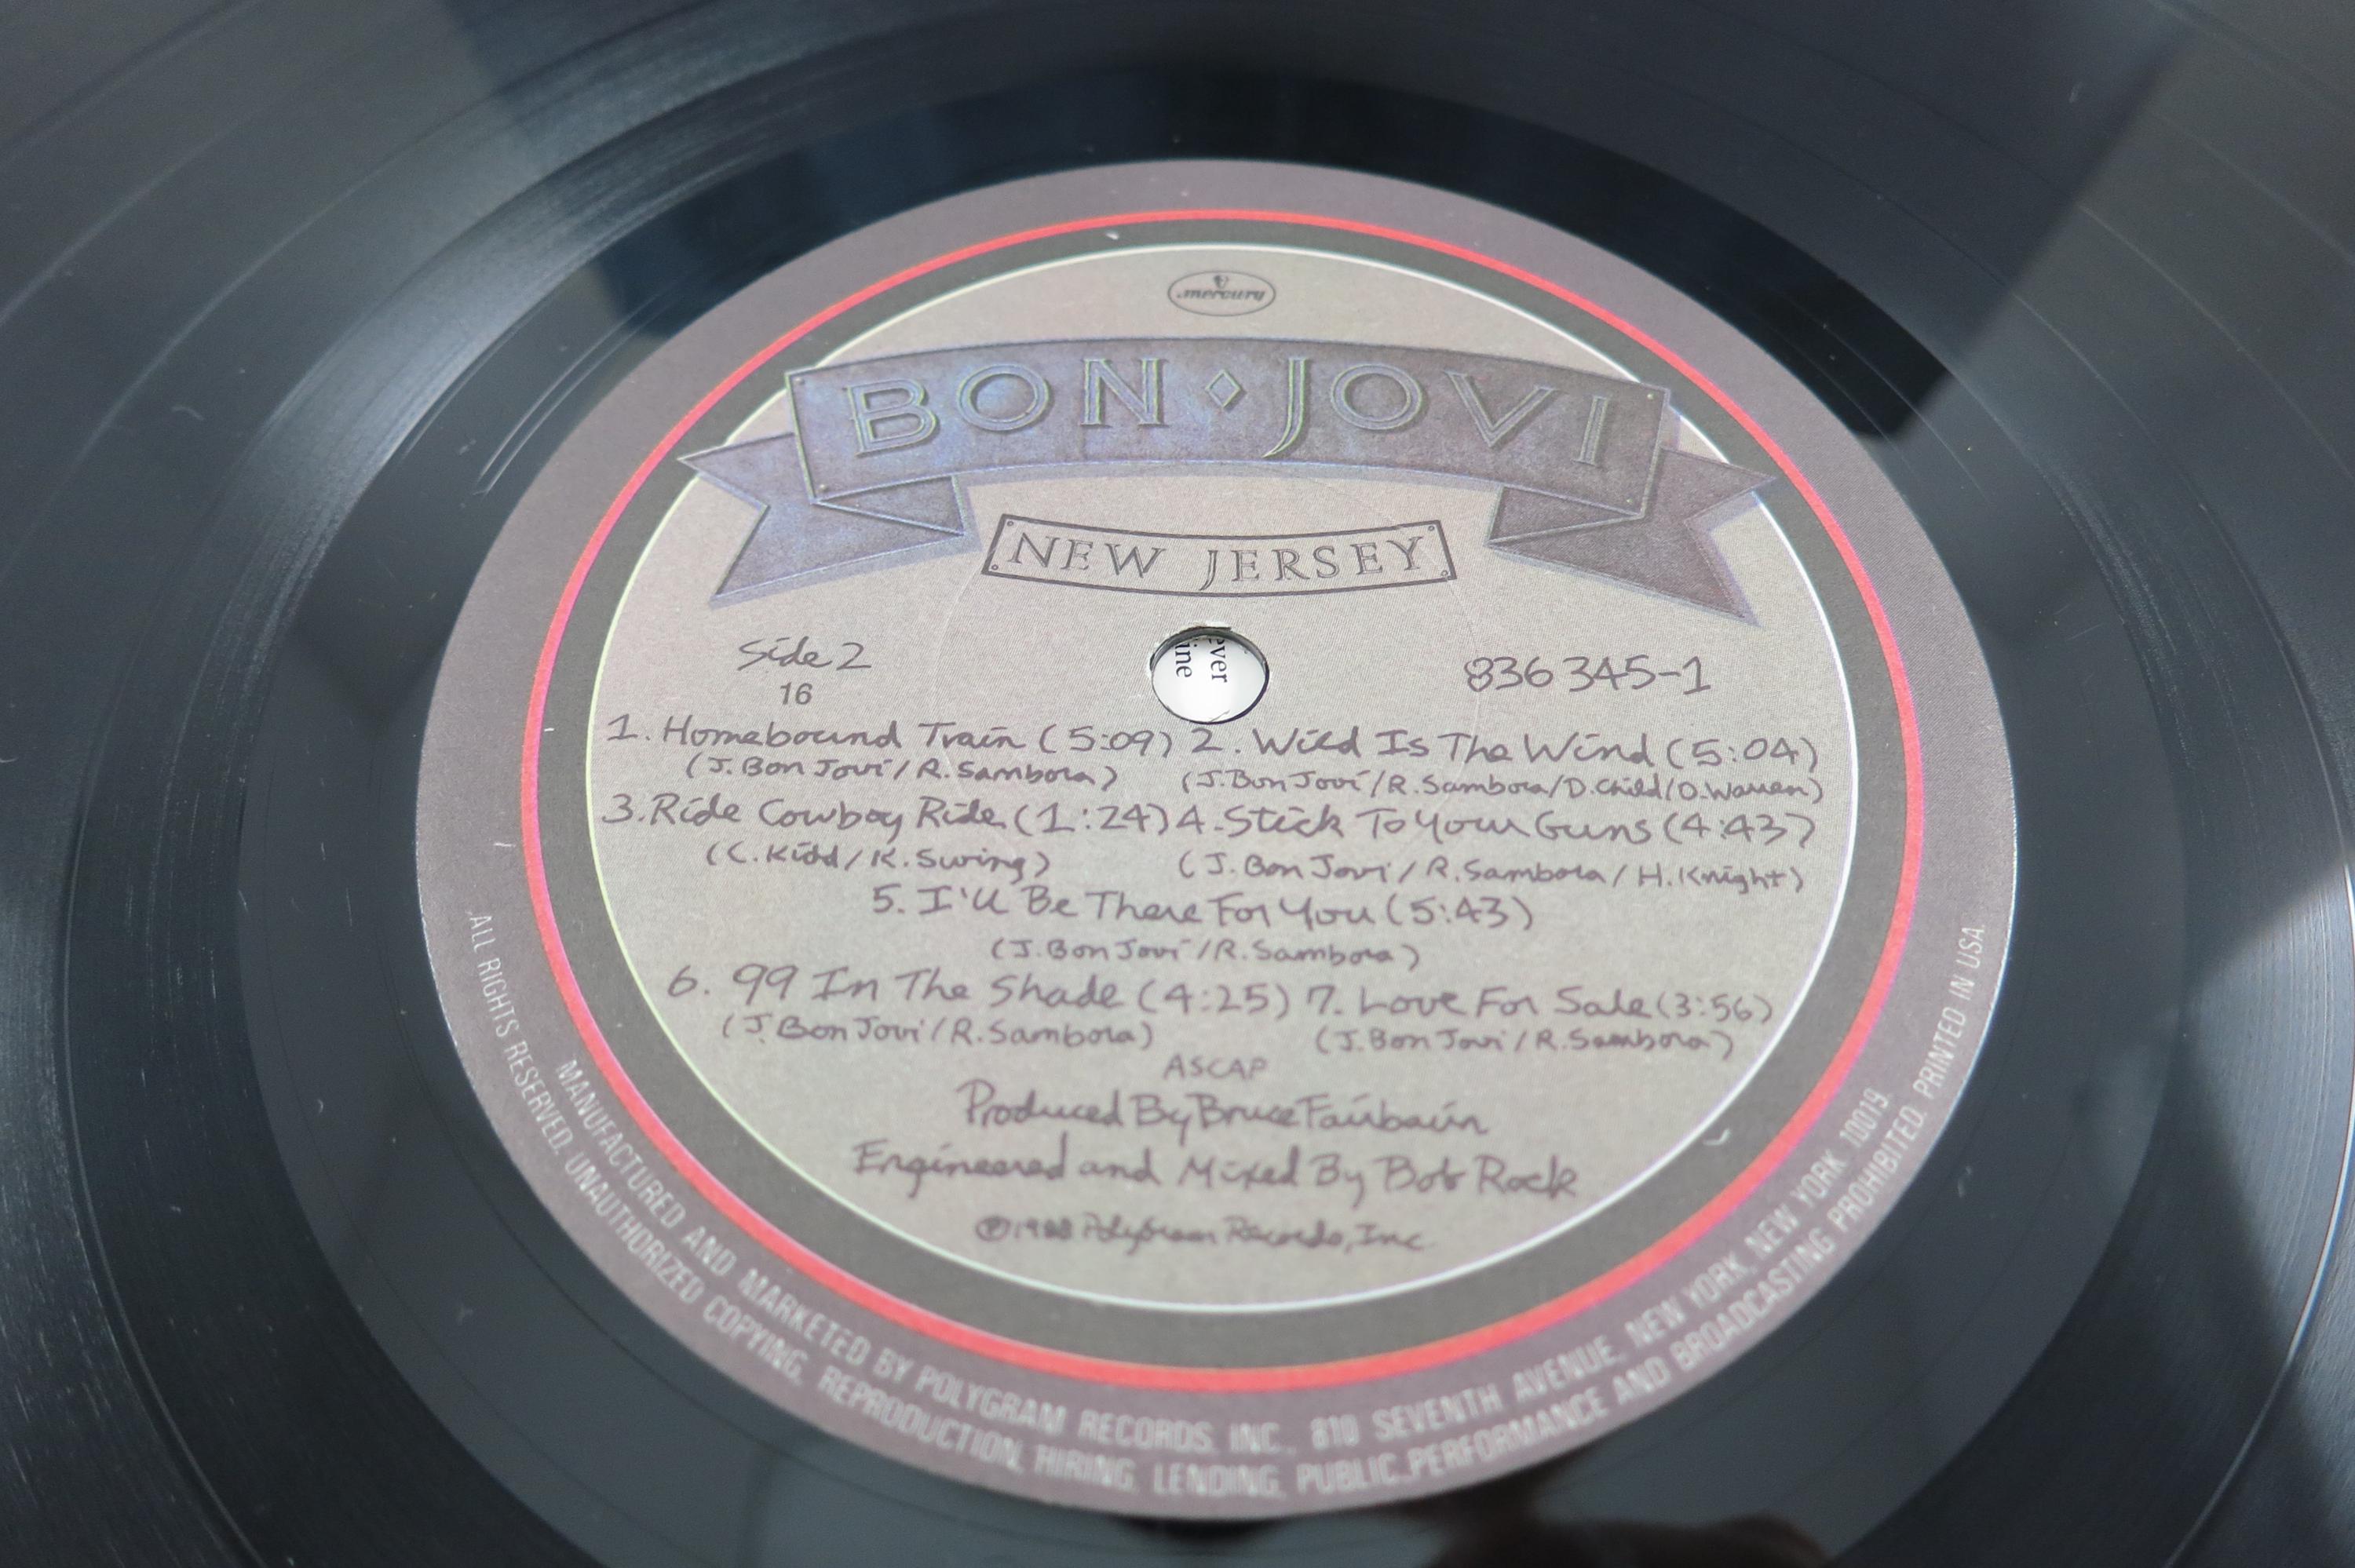 mercury
BON◊JOVI
NEW JERSEY
ever
ine
Side 2
836 345-1
16
1. Homebound Train (5:09) 2. Wild Is The Wind (5:04)
(J. Bon Jovi/R. Sambora) (J. Bon Jovi/R. Sambora/D. Child/D. Warren)
3. Ride Cowboy Ride (1:24) 4. Stick To Your Guns (4:43)
(C. Kidd/K. Swing) (J. Bon Jovi/R. Sambora/H. Knight)
5. I'll Be There For You (5:43)
(J. Bon Jovi/R. Sambora)
6. 99 In The Shade (4:25) 7. Love For Sale (3:56)
(J. Bon Jovi/R. Sambora) (J. Bon Jovi/R. Sambora)
ASCAP
Produced By Bruce Fairbairn
Engineered and Mixed By Bob Rock
℗1988 PolyGram Records, Inc.
MANUFACTURED AND MARKETED BY POLYGRAM RECORDS, INC., 810 SEVENTH AVENUE, NEW YORK, NEW YORK 10019.
ALL RIGHTS RESERVED. UNAUTHORIZED COPYING, REPRODUCTION, HIRING, LENDING, PUBLIC PERFORMANCE AND BROADCASTING PROHIBITED. PRINTED IN USA.